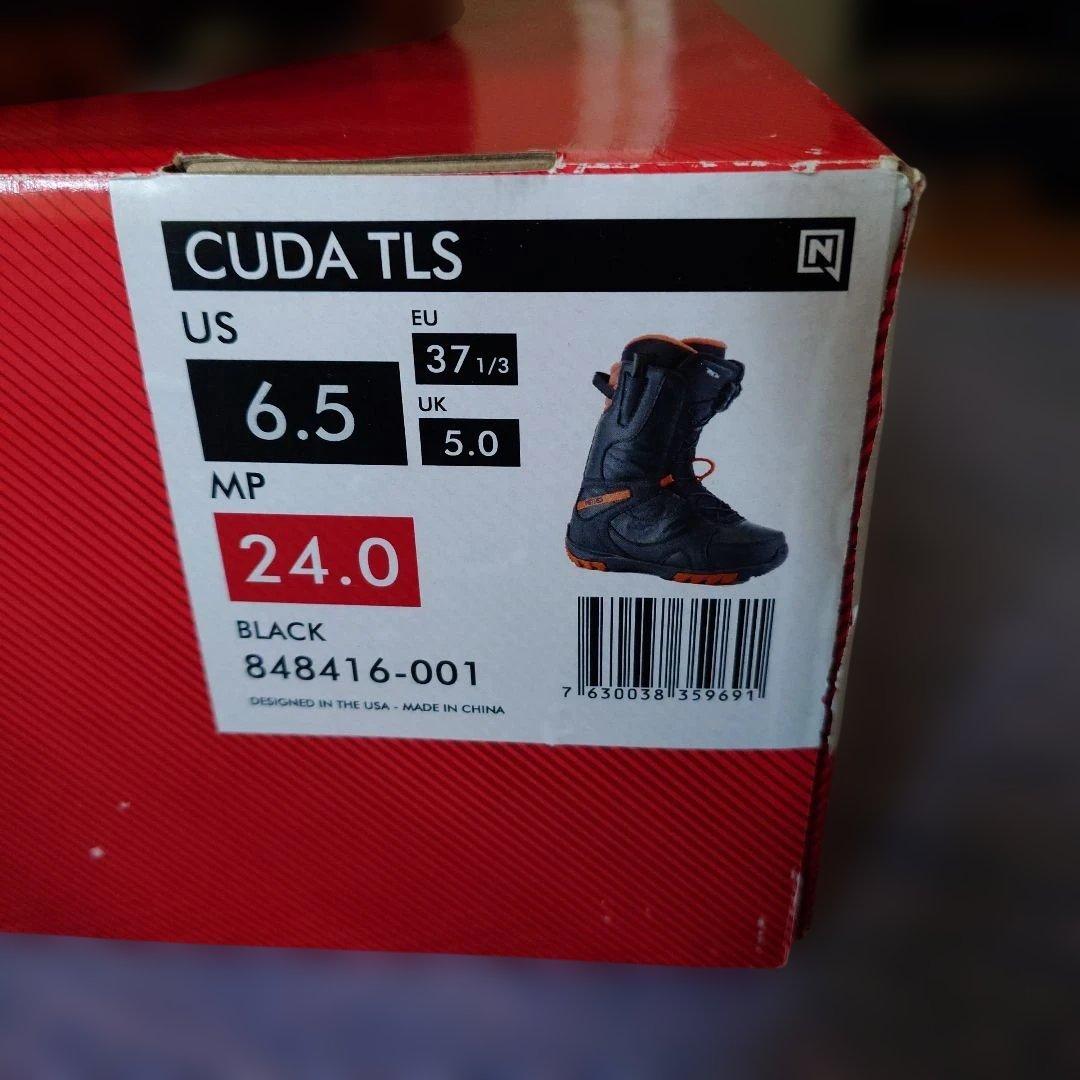 CUDA TLS
N
US
6.5
EU
37 1/3
UK
5.0
MP
24.0
BLACK
848416-001
DESIGNED IN THE USA - MADE IN CHINA
7 630038 359691